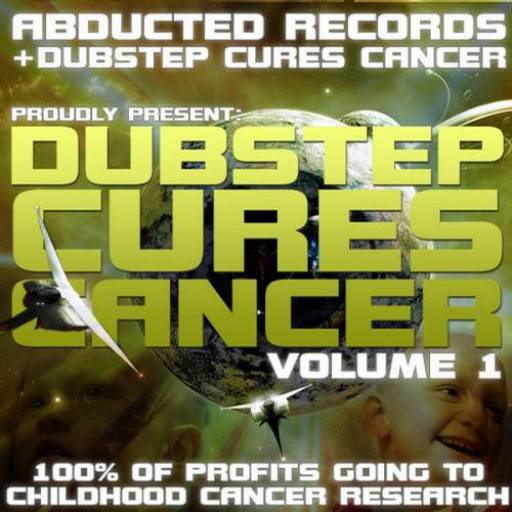 ABDUCTED RECORDS
+DUBSTEP CURES CANCER
PROUDLY PRESENT:
DUBSTEP
CURES
CANCER
VOLUME 1
100% OF PROFITS GOING TO
CHILDHOOD CANCER RESEARCH